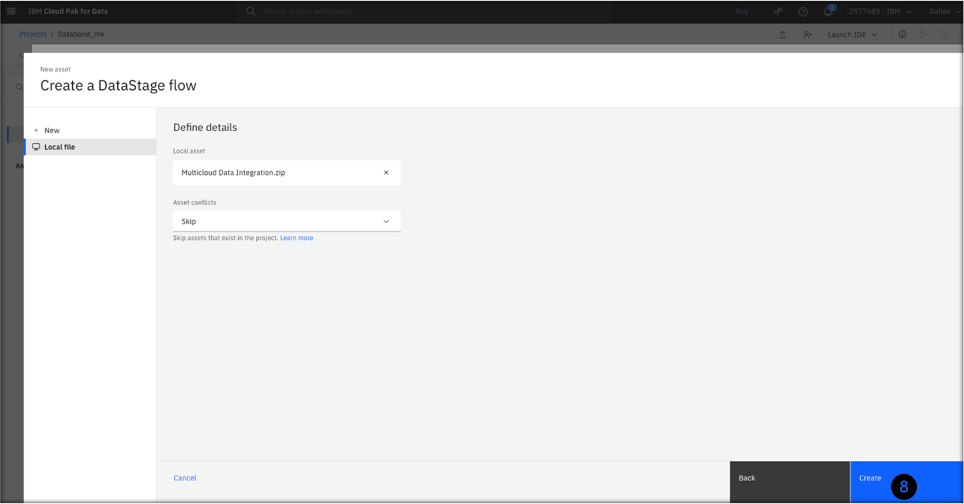 IBM Cloud Pak for Data
Search in your workspaces
Buy
2577685 - IBM
Dallas
Projects / Databand_mk
Launch IDE
New asset
Create a DataStage flow
+ New
Local file
As
Define details
Local asset
Multicloud Data Integration.zip
Asset conflicts
Skip
Skip assets that exist in the project. Learn more
Cancel
Back
Create
8